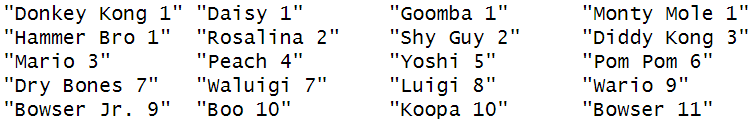 "Donkey Kong 1" "Daisy 1" "Goomba 1" "Monty Mole 1"
"Hammer Bro 1" "Rosalina 2" "Shy Guy 2" "Diddy Kong 3"
"Mario 3" "Peach 4" "Yoshi 5" "Pom Pom 6"
"Dry Bones 7" "Waluigi 7" "Luigi 8" "Wario 9"
"Bowser Jr. 9" "Boo 10" "Koopa 10" "Bowser 11"